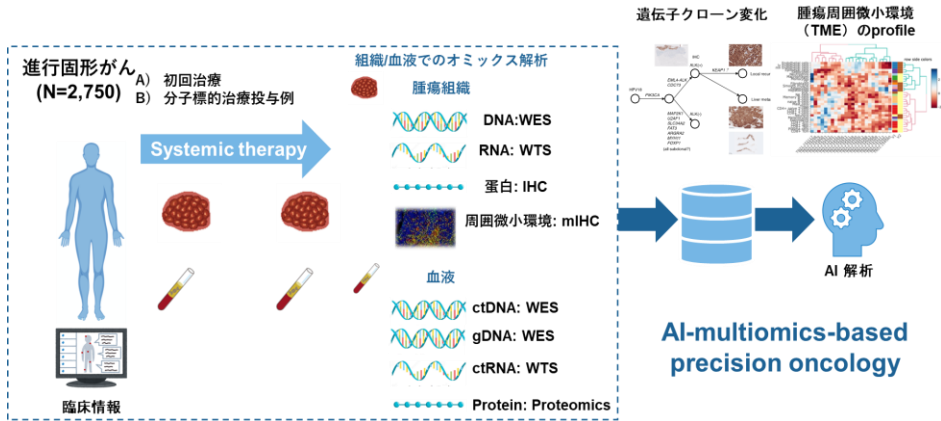 進行固形がん
(N=2,750)
A） 初回治療
B） 分子標的治療投与例
Systemic therapy
臨床情報
組織/血液でのオミックス解析
腫瘍組織
DNA:WES
RNA: WTS
蛋白: IHC
周囲微小環境: mIHC
血液
ctDNA: WES
gDNA: WES
ctRNA: WTS
Protein: Proteomics
遺伝子クローン変化
腫瘍周囲微小環境
（TME）のprofile
AI 解析
AI-multiomics-based
precision oncology